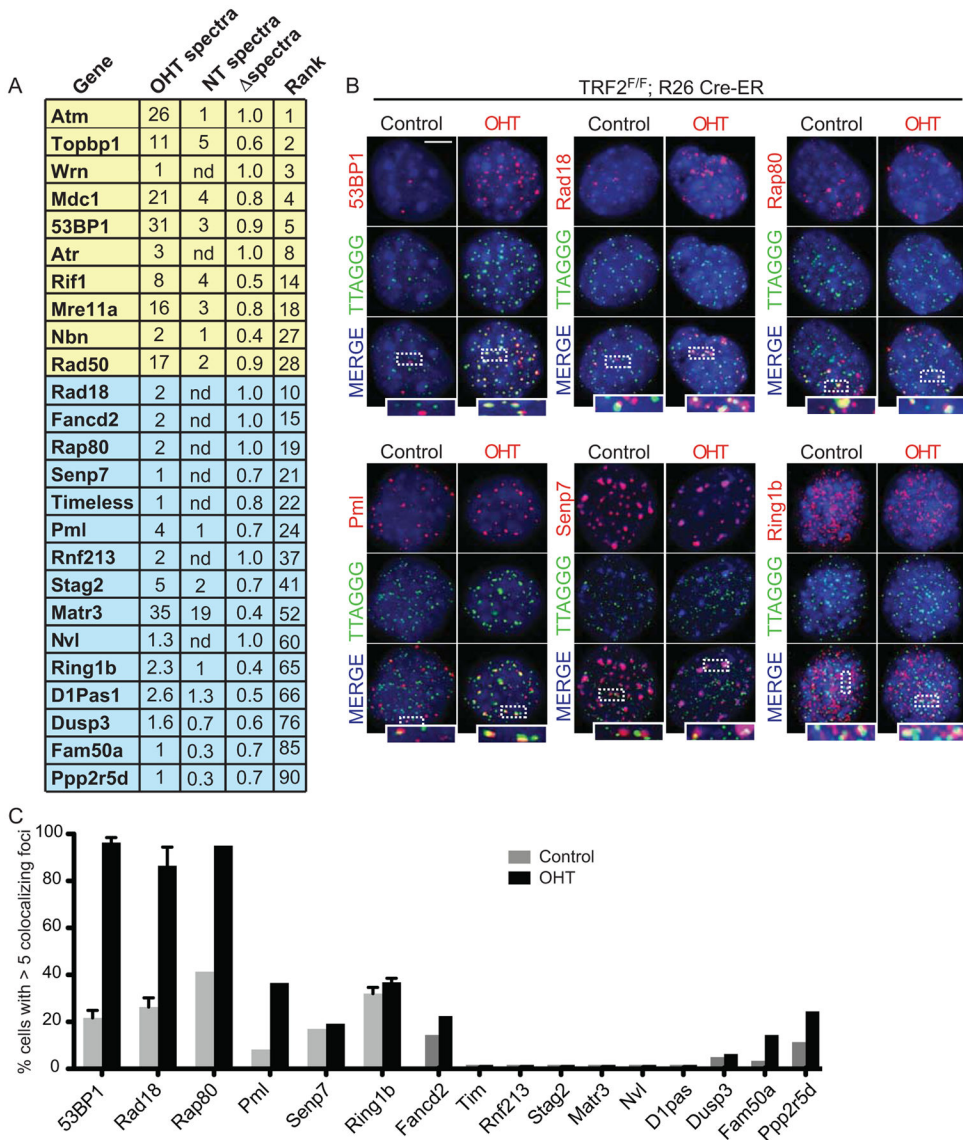 A
Gene OHT spectra NT spectra Δspectra Rank
Atm 26 1 1.0 1
Topbp1 11 5 0.6 2
Wrn 1 nd 1.0 3
Mdc1 21 4 0.8 4
53BP1 31 3 0.9 5
Atr 3 nd 1.0 8
Rif1 8 4 0.5 14
Mre11a 16 3 0.8 18
Nbn 2 1 0.4 27
Rad50 17 2 0.9 28
Rad18 2 nd 1.0 10
Fancd2 2 nd 1.0 15
Rap80 2 nd 1.0 19
Senp7 1 nd 0.7 21
Timeless 1 nd 0.8 22
Pml 4 1 0.7 24
Rnf213 2 nd 1.0 37
Stag2 5 2 0.7 41
Matr3 35 19 0.4 52
Nvl 1.3 nd 1.0 60
Ring1b 2.3 1 0.4 65
D1Pas1 2.6 1.3 0.5 66
Dusp3 1.6 0.7 0.6 76
Fam50a 1 0.3 0.7 85
Ppp2r5d 1 0.3 0.7 90
B
TRF2F/F; R26 Cre-ER
Control OHT Control OHT Control OHT
53BP1 Rad18 Rap80
TTAGGG TTAGGG TTAGGG
MERGE MERGE MERGE
Control OHT Control OHT Control OHT
Pml Senp7 Ring1b
TTAGGG TTAGGG TTAGGG
MERGE MERGE MERGE
C
% cells with > 5 colocalizing foci
100
80
60
40
20
0
Control
OHT
53BP1 Rad18 Rap80 Pml Senp7 Ring1b Fancd2 Tim Rnf213 Stag2 Matr3 Nvl D1pas Dusp3 Fam50a Ppp2r5d